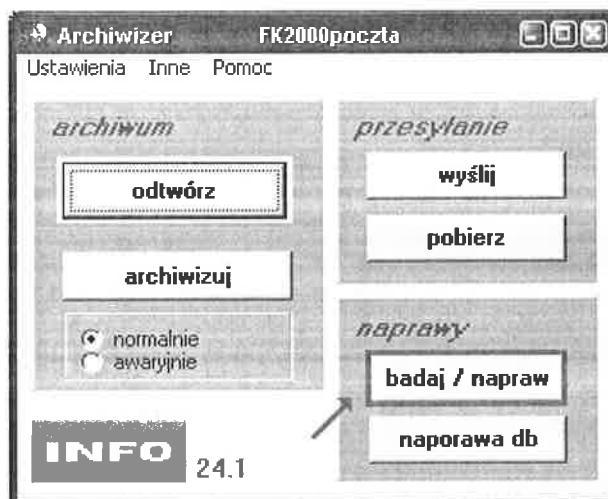 Archiwizer FK2000poczta
Ustawienia Inne Pomoc
archiwum
odtwórz
archiwizuj
normalnie
awaryjnie
przesyłanie
wyślij
pobierz
naprawy
badaj / napraw
naporawa db
INFO 24.1